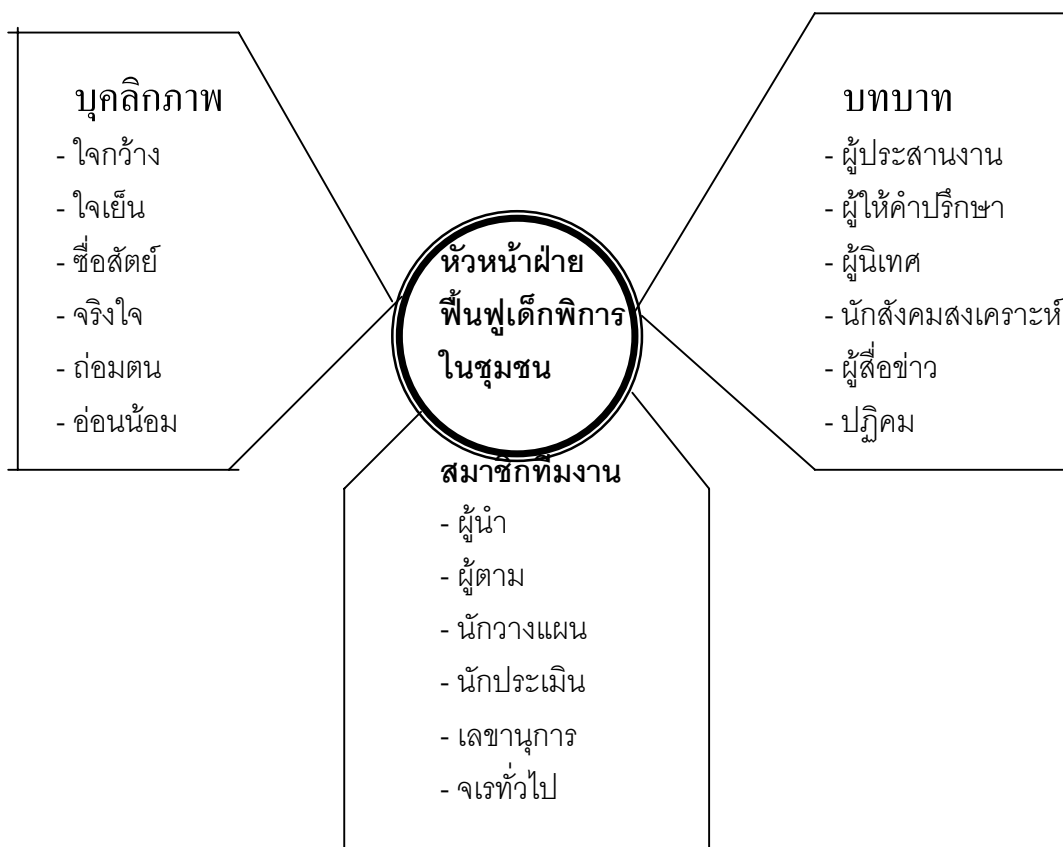 บุคลิกภาพ
- ใจกว้าง
- ใจเย็น
- ซื่อสัตย์
- จริงใจ
- ถ่อมตน
- อ่อนน้อม
หัวหน้าฝ่าย
ฟื้นฟูเด็กพิการ
ในชุมชน
บทบาท
- ผู้ประสานงาน
- ผู้ให้คำปรึกษา
- ผู้นิเทศ
- นักสังคมสงเคราะห์
- ผู้สื่อข่าว
- ปฏิคม
สมาชิกทีมงาน
- ผู้นำ
- ผู้ตาม
- นักวางแผน
- นักประเมิน
- เลขานุการ
- จเรทั่วไป